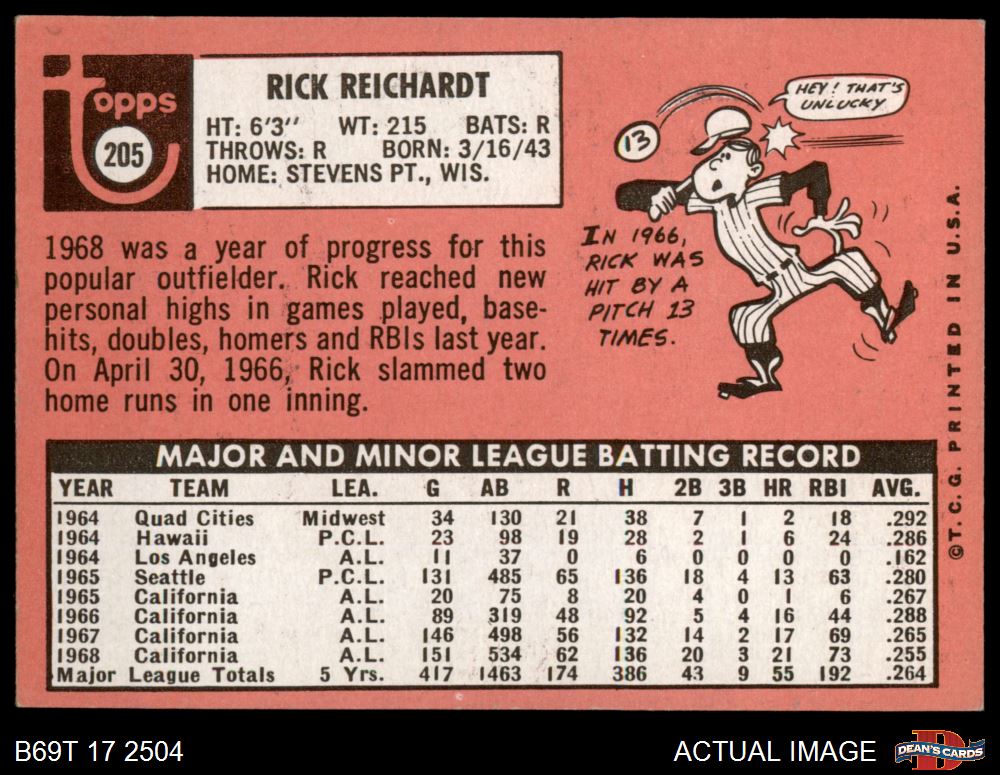 Topps
205
RICK REICHARDT
HT: 6'3" WT: 215 BATS: R
THROWS: R BORN: 3/16/43
HOME: STEVENS PT., WIS.
1968 was a year of progress for this
popular outfielder. Rick reached new
personal highs in games played, base-
hits, doubles, homers and RBIs last year.
On April 30, 1966, Rick slammed two
home runs in one inning.
13
HEY! THAT'S
UNLUCKY
IN 1966,
RICK WAS
HIT BY A
PITCH 13
TIMES.
MAJOR AND MINOR LEAGUE BATTING RECORD
YEAR TEAM LEA. G AB R H 2B 3B HR RBI AVG.
1964 Quad Cities Midwest 34 130 21 38 7 1 2 18 .292
1964 Hawaii P.C.L. 23 98 19 28 2 1 6 24 .286
1964 Los Angeles A.L. 11 37 0 6 0 0 0 0 .162
1965 Seattle P.C.L. 131 485 65 136 18 4 13 63 .280
1965 California A.L. 20 75 8 20 4 0 1 6 .267
1966 California A.L. 89 319 48 92 5 4 16 44 .288
1967 California A.L. 146 498 56 132 14 2 17 69 .265
1968 California A.L. 151 534 62 136 20 3 21 73 .255
Major League Totals 5 Yrs. 417 1463 174 386 43 9 55 192 .264
©T.C.G. PRINTED IN U.S.A.
B69T 17 2504
ACTUAL IMAGE
D
DEAN'S CARDS